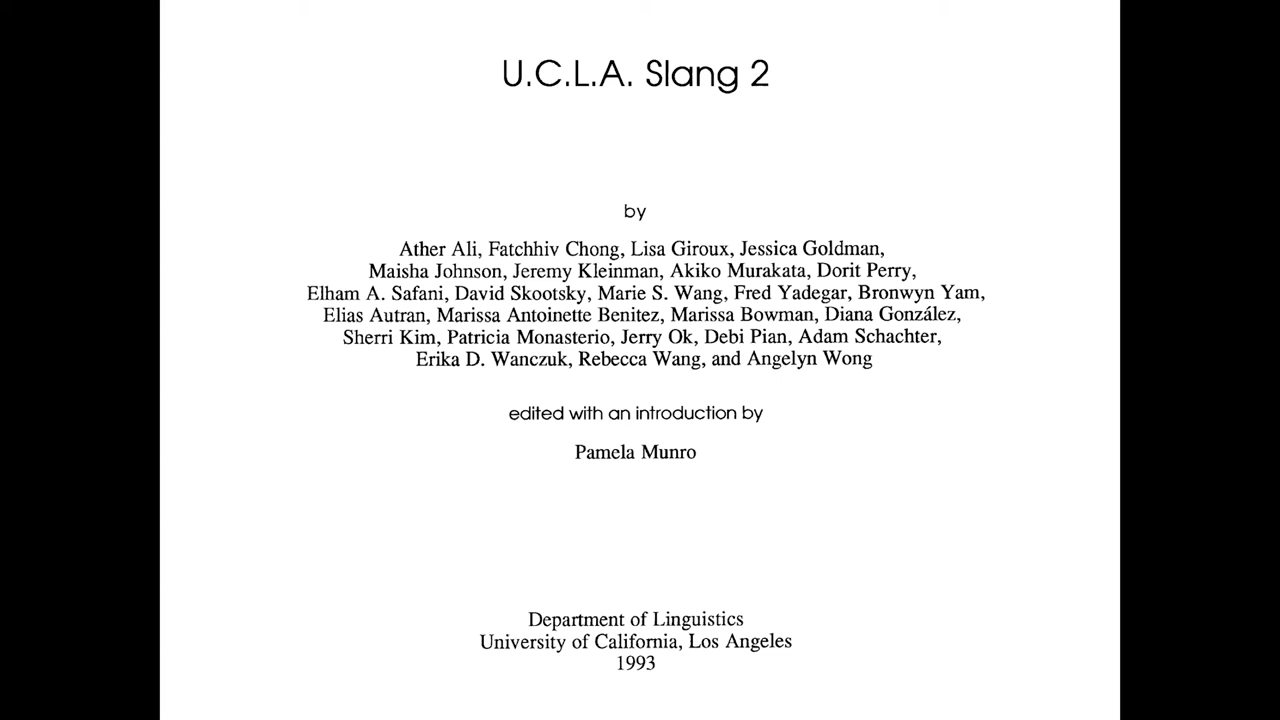 U.C.L.A. Slang 2
by
Ather Ali, Fatchhiv Chong, Lisa Giroux, Jessica Goldman,
Maisha Johnson, Jeremy Kleinman, Akiko Murakata, Dorit Perry,
Elham A. Safani, David Skootsky, Marie S. Wang, Fred Yadegar, Bronwyn Yam,
Elias Autran, Marissa Antoinette Benitez, Marissa Bowman, Diana González,
Sherri Kim, Patricia Monasterio, Jerry Ok, Debi Pian, Adam Schachter,
Erika D. Wanczuk, Rebecca Wang, and Angelyn Wong
edited with an introduction by
Pamela Munro
Department of Linguistics
University of California, Los Angeles
1993